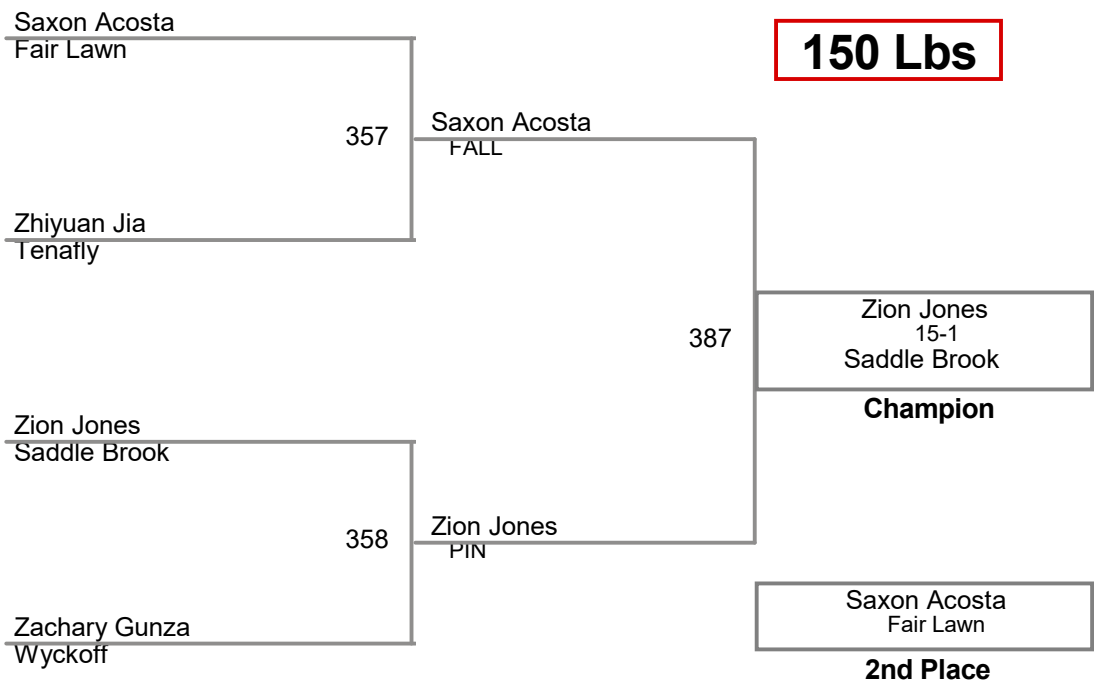 Saxon Acosta
Fair Lawn
150 Lbs
357
Saxon Acosta
FALL
Zhiyuan Jia
Tenafly
387
Zion Jones
15-1
Saddle Brook
Champion
Zion Jones
Saddle Brook
358
Zion Jones
PIN
Zachary Gunza
Wyckoff
Saxon Acosta
Fair Lawn
2nd Place